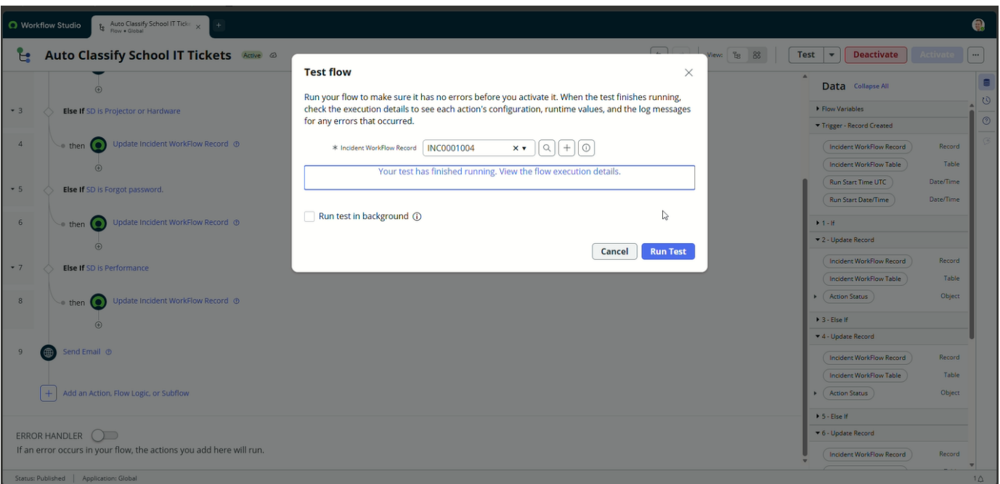 Workflow Studio
Auto Classify School IT Ticke
Flow • Global
Auto Classify School IT Tickets
Active
View:
Test
Deactivate
Activate
3
Else If SD is Projector or Hardware
4
then
Update Incident WorkFlow Record
5
Else If SD is Forgot password.
6
then
Update Incident WorkFlow Record
7
Else If SD is Performance
8
then
Update Incident WorkFlow Record
9
Send Email
Add an Action, Flow Logic, or Subflow
ERROR HANDLER
If an error occurs in your flow, the actions you add here will run.
Status: Published
Application: Global
Test flow
Run your flow to make sure it has no errors before you activate it. When the test finishes running,
check the execution details to see each action's configuration, runtime values, and the log messages
for any errors that occurred.
* Incident WorkFlow Record INC0001004
Your test has finished running. View the flow execution details.
Run test in background
Cancel
Run Test
Data Collapse All
Flow Variables
Trigger - Record Created
Incident WorkFlow Record Record
Incident WorkFlow Table Table
Run Start Time UTC Date/Time
Run Start Date/Time Date/Time
1 - If
2 - Update Record
Incident WorkFlow Record Record
Incident WorkFlow Table Table
Action Status Object
3 - Else If
4 - Update Record
Incident WorkFlow Record Record
Incident WorkFlow Table Table
Action Status Object
5 - Else If
6 - Update Record
Incident WorkFlow Record Record
1